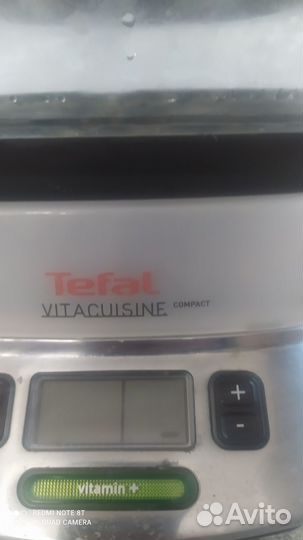 Tefal
VITACUISINE COMPACT
+
-
vitamin +
REDMI NOTE 8T
QUAD CAMERA
Avito